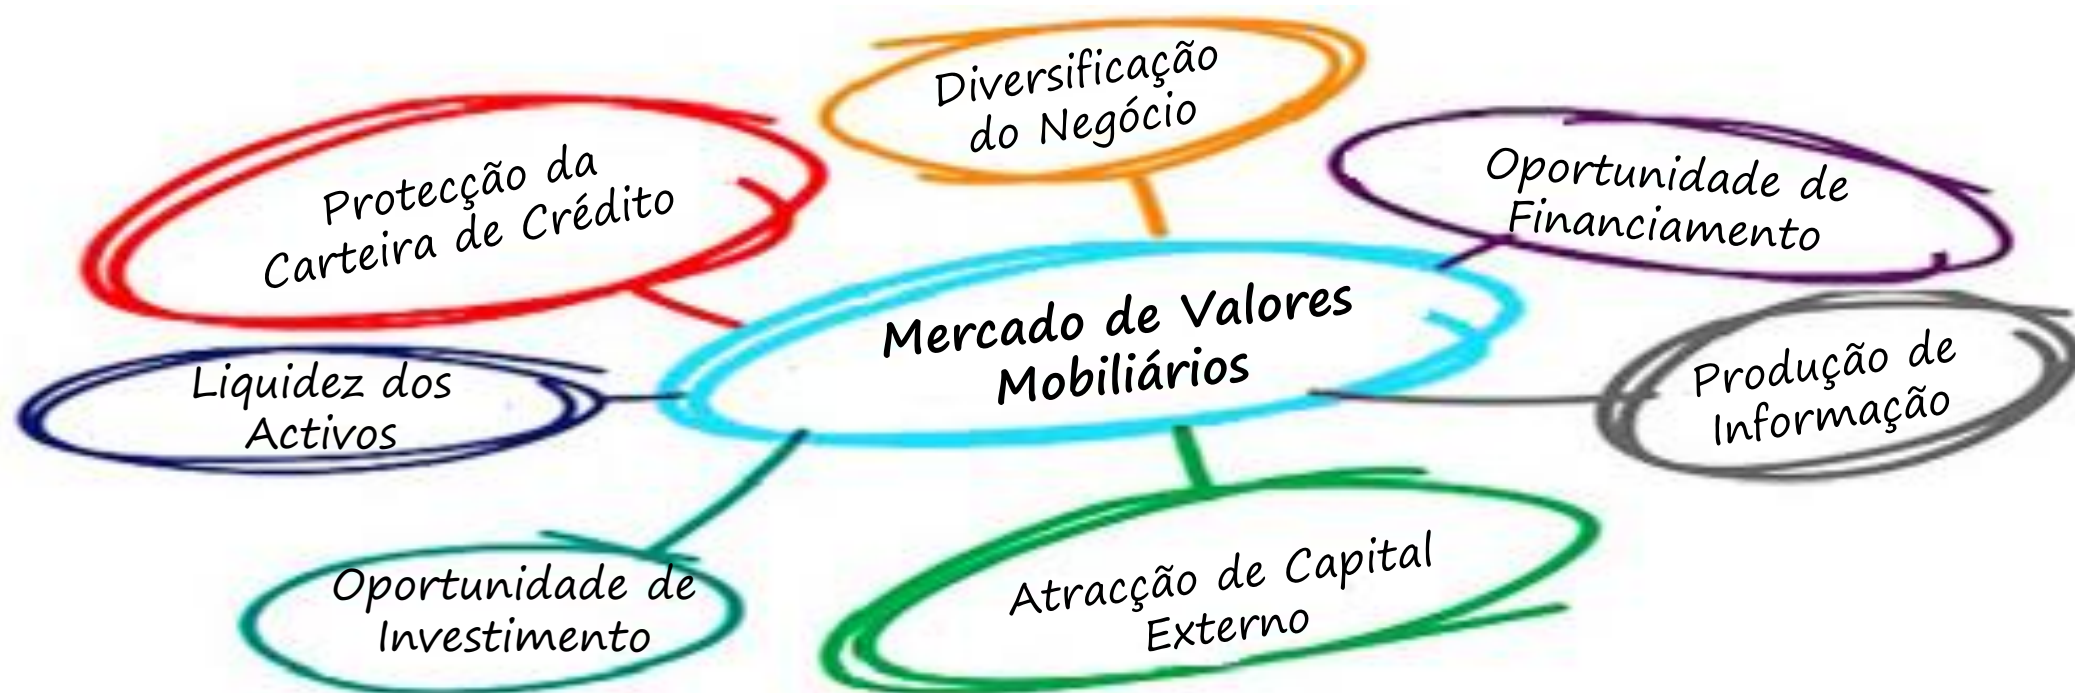 Diversificação
do Negócio
Protecção da
Carteira de Crédito
Oportunidade de
Financiamento
Mercado de Valores
Mobiliários
Produção de
Informação
Liquidez dos
Activos
Oportunidade de
Investimento
Atracção de Capital
Externo